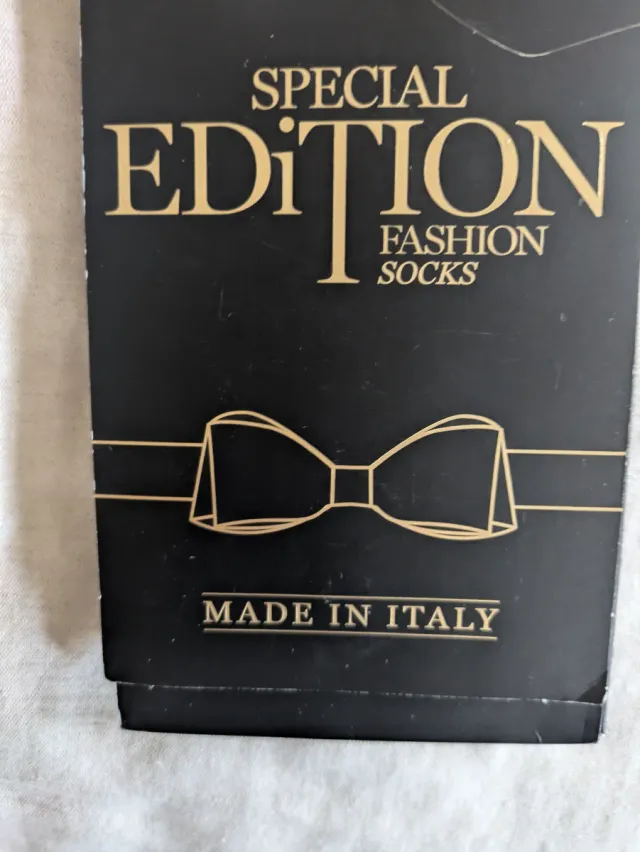 SPECIAL
EDiTION
FASHION
SOCKS
MADE IN ITALY